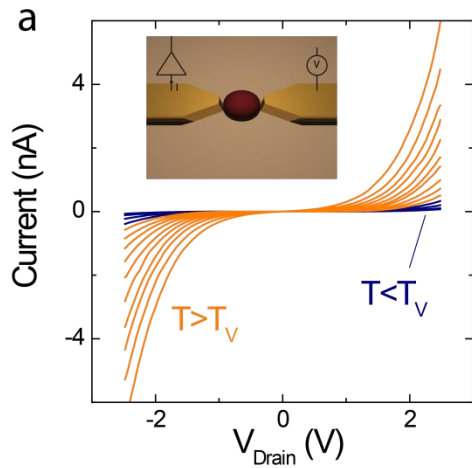 a
4
0
-4
Current (nA)
I
V
T>T_V
T<T_V
-2
0
2
V_Drain (V)